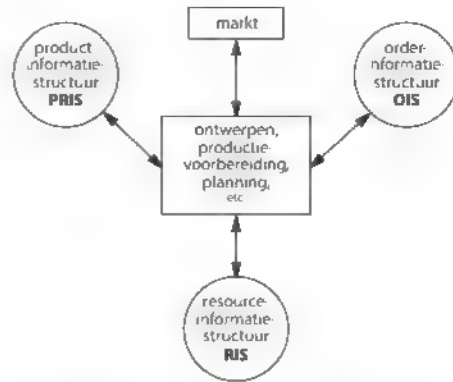 markt
product
informatie-
structuur
PRIS
order
informatie-
structuur
OIS
ontwerpen,
productie-
voorbereiding,
planning,
etc
resource-
informatie-
structuur
RIS